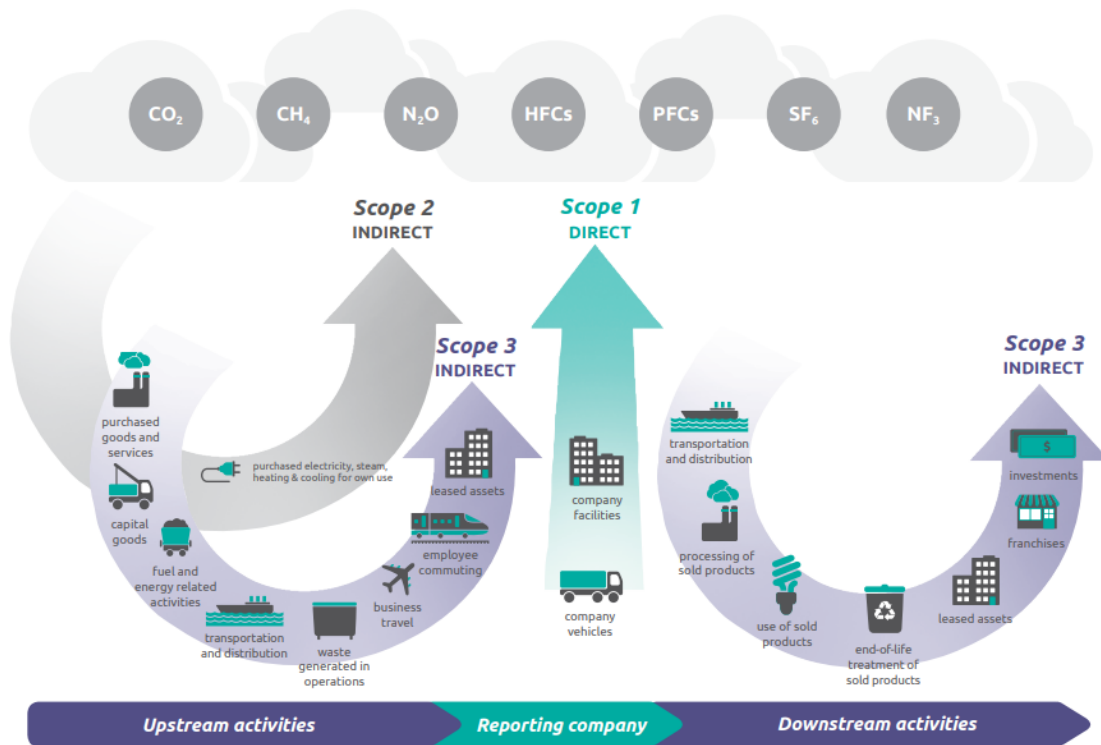 CO₂
CH₄
N₂O
HFCs
PFCs
SF₆
NF₃
Scope 2
INDIRECT
Scope 1
DIRECT
Scope 3
INDIRECT
Scope 3
INDIRECT
purchased
goods and
services
capital
goods
fuel and
energy related
activities
transportation
and distribution
waste
generated in
operations
business
travel
employee
commuting
leased assets
purchased electricity, steam,
heating & cooling for own use
company
facilities
company
vehicles
transportation
and distribution
processing of
sold products
use of sold
products
end-of-life
treatment of
sold products
leased assets
franchises
$
investments
Upstream activities
Reporting company
Downstream activities